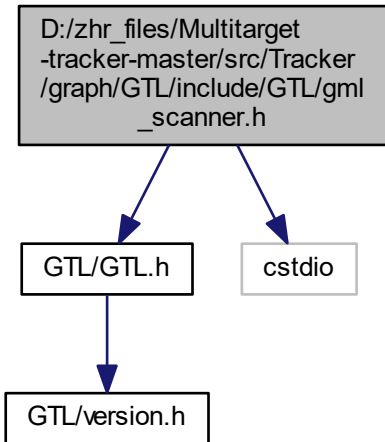 D:/zhr_files/Multitarget
-tracker-master/src/Tracker
/graph/GTL/include/GTL/gml
_scanner.h
GTL/GTL.h
cstdio
GTL/version.h